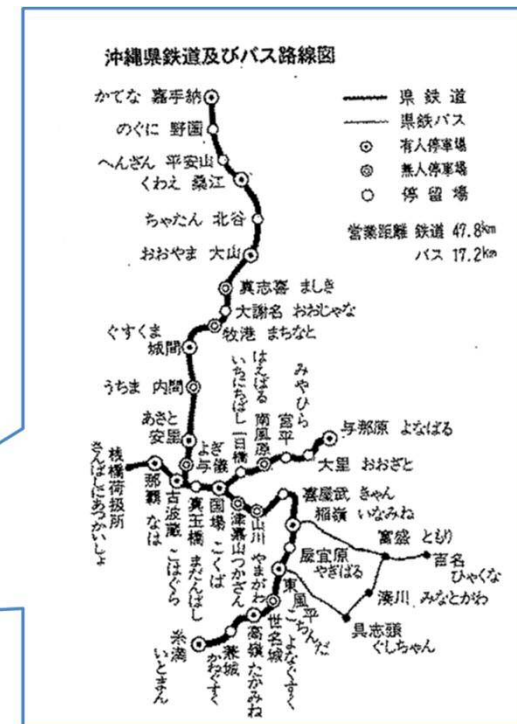 沖縄県鉄道及びバス路線図
県鉄道
県鉄バス
有人停車場
無人停車場
停留場
営業距離 鉄道 47.8km
バス 17.2km
かてな 嘉手納
のぐに 野国
へんざん 平安山
くわえ 桑江
ちゃたん 北谷
おおやま 大山
真志喜 ましき
大謝名 おおじゃな
牧港 まちなと
ぐすくま
城間
うちま 内間
あさと
安里
よぎ
与儀
一日橋 いちにちばし
南風原 はえばる
宮平 みやひら
与那原 よなばる
大里 おおざと
桟橋荷扱所
さんばしにあつかいしょ
那覇 なは
古波蔵 こはぐら
真玉橋 まだんばし
国場 こくば
津嘉山 つかざん
山川 やまがわ
喜屋武 きゃん
稲嶺 いなみね
屋宜原
やぎばる
東風平 こちんだ
世名城 よなぐすく
高嶺 たかみね
兼城 かねぐすく
糸満
いとまん
富盛 ともり
百名
ひゃくな
湊川 みなとがわ
具志頭
ぐしちゃん